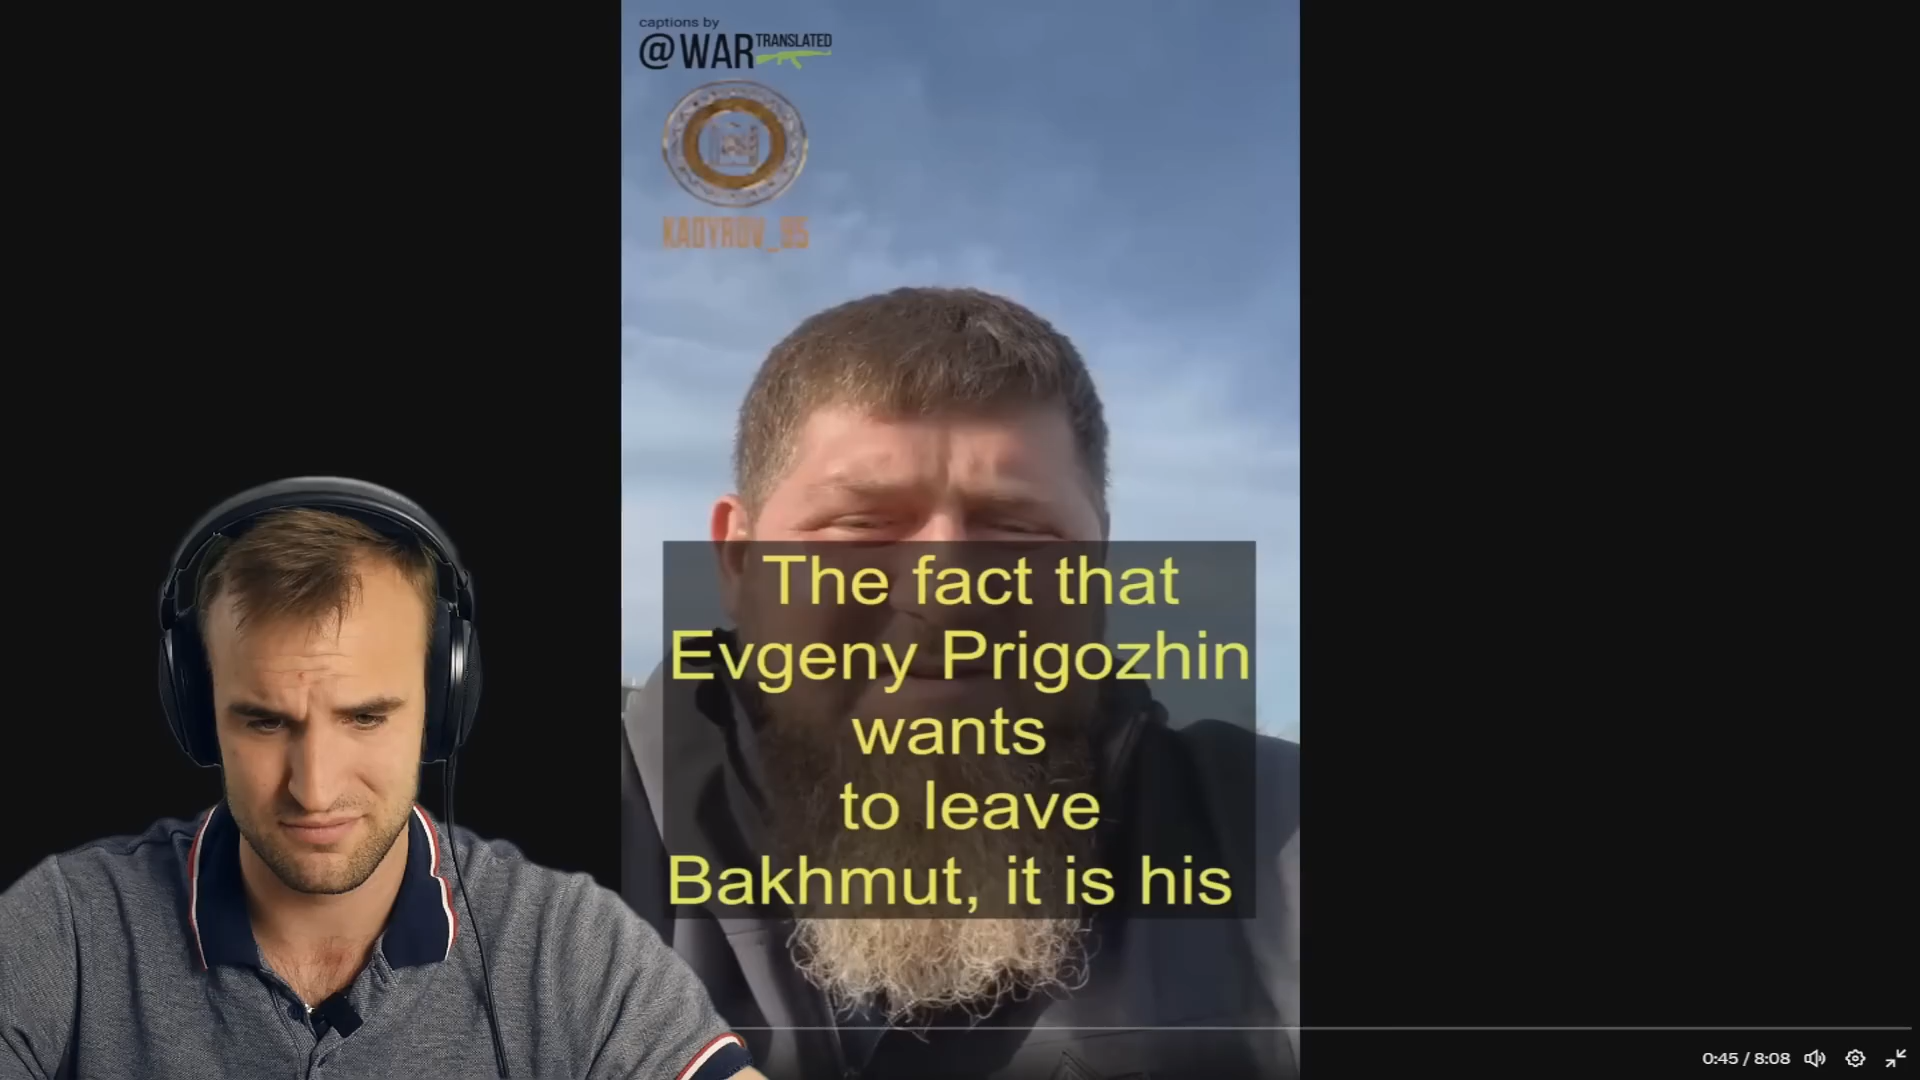 captions by
@WAR TRANSLATED
KADYROV_95
The fact that
Evgeny Prigozhin
wants
to leave
Bakhmut, it is his
0:45 / 8:08